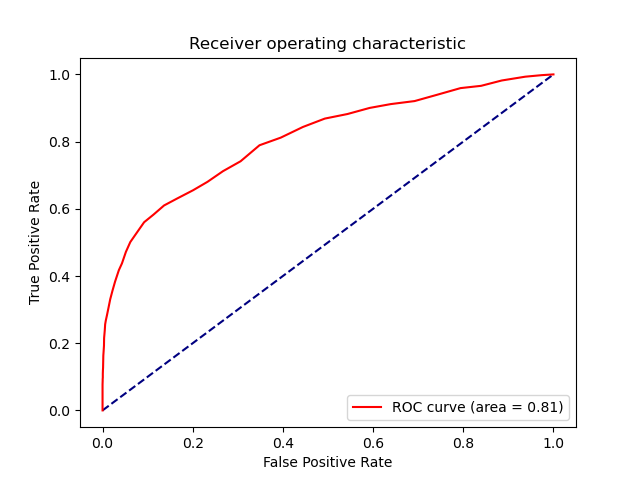 Receiver operating characteristic
1.0
0.8
0.6
0.4
0.2
0.0
True Positive Rate
ROC curve (area = 0.81)
0.0 0.2 0.4 0.6 0.8 1.0
False Positive Rate